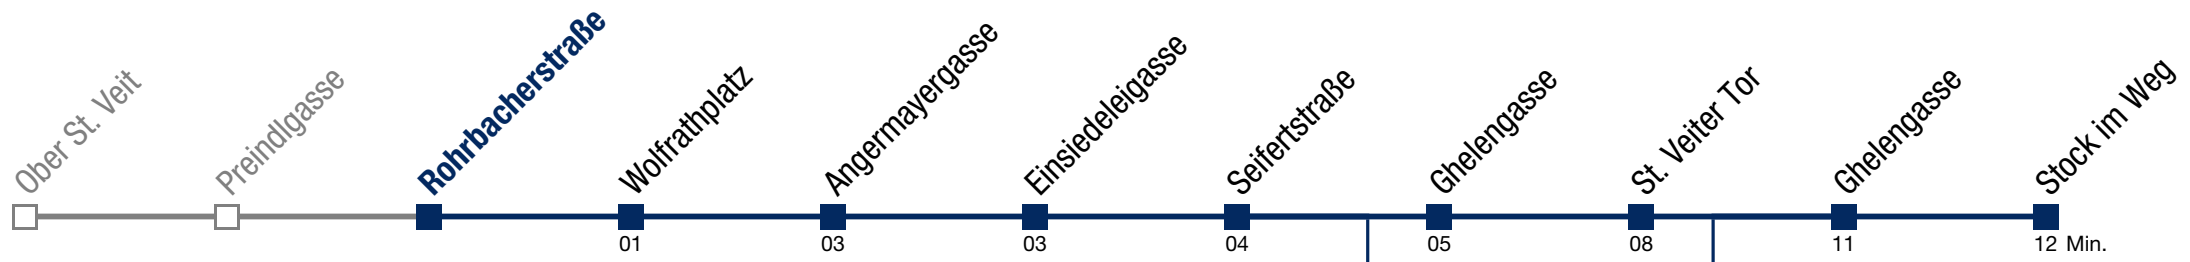 Ober St. Veit
Preindlgasse
Rohrbacherstraße
Wolfrathplatz
Angermayergasse
Einsiedeleigasse
Seifertstraße
Ghelengasse
St. Veiter Tor
Ghelengasse
Stock im Weg
01
03
03
04
05
08
11
12 Min.